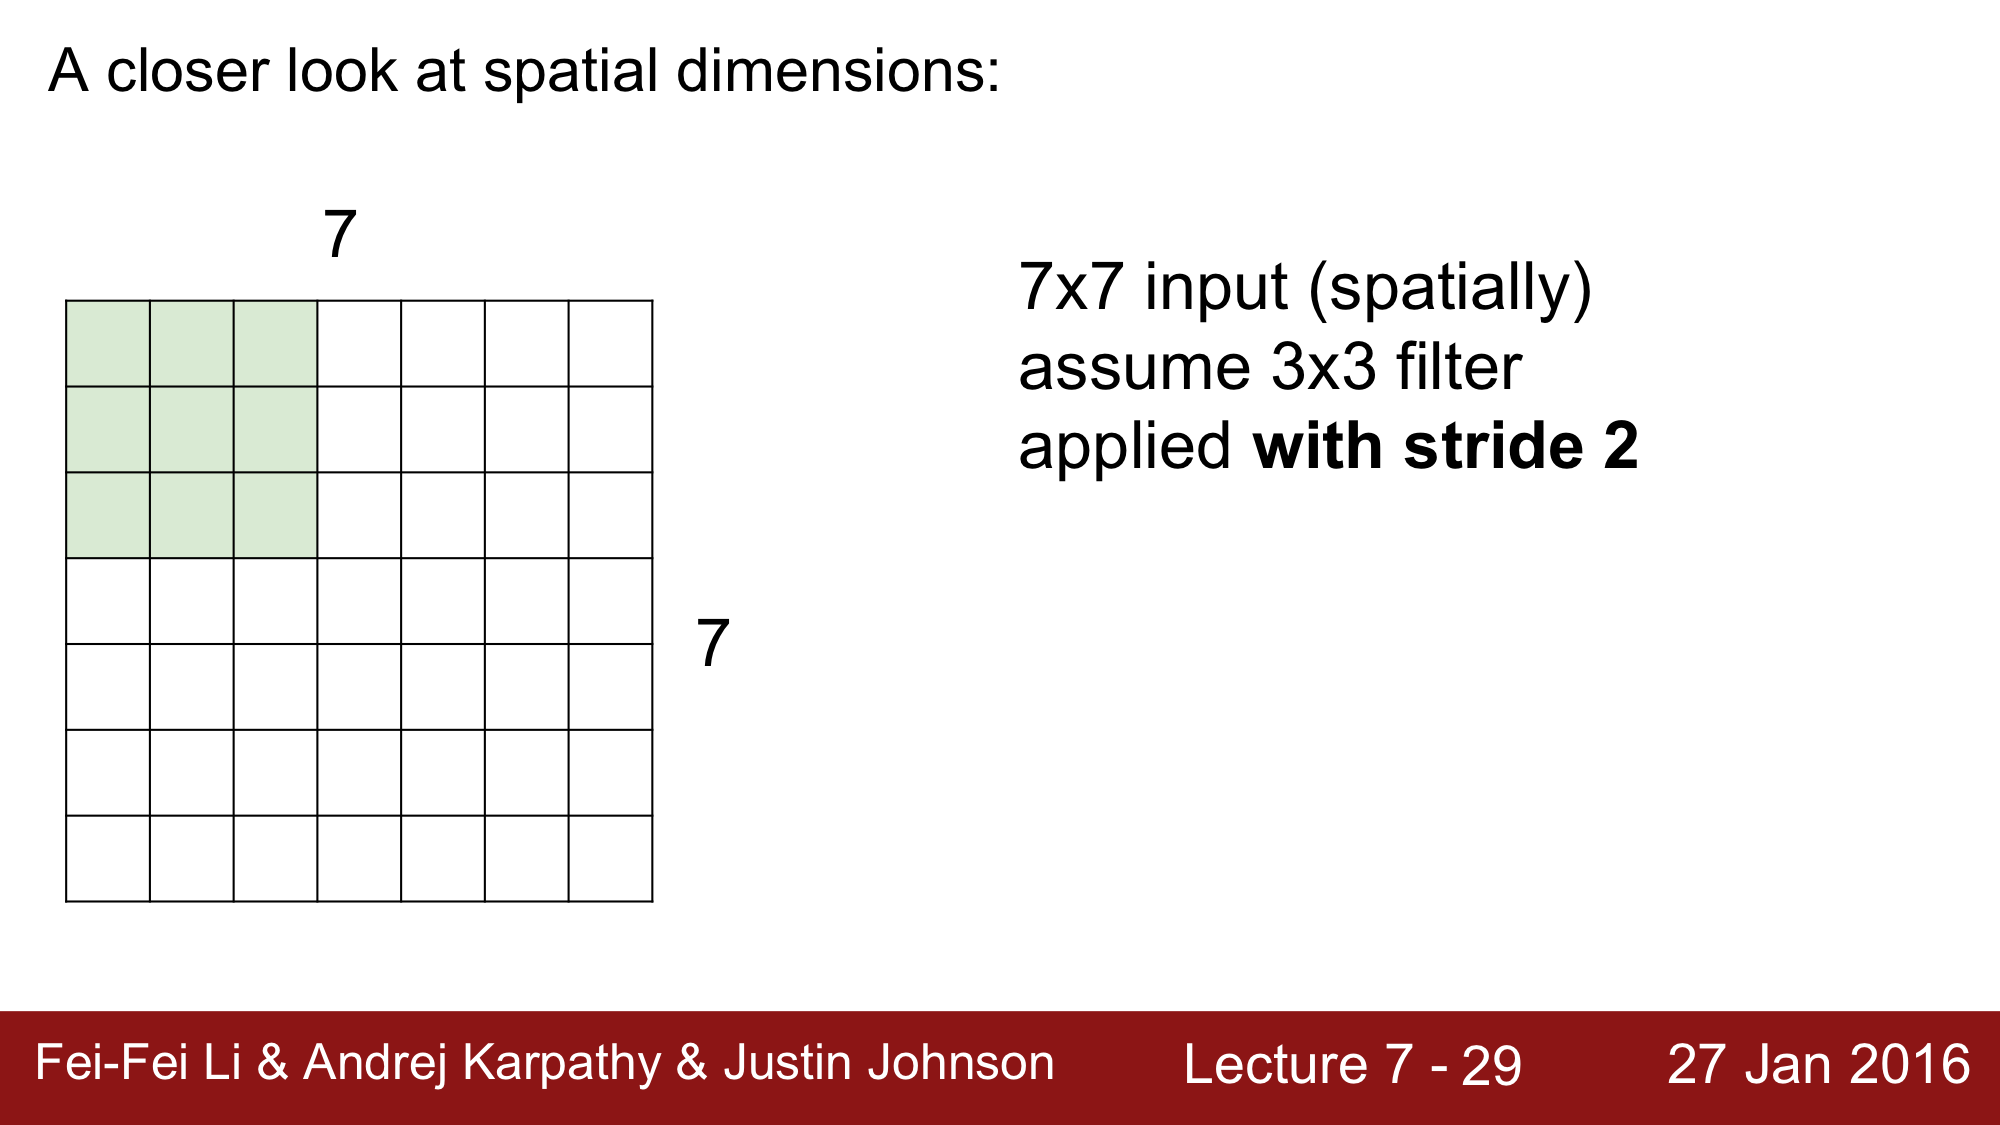 A closer look at spatial dimensions:
7
7x7 input (spatially)
assume 3x3 filter
applied with stride 2
7
Fei-Fei Li & Andrej Karpathy & Justin Johnson
Lecture 7 - 29
27 Jan 2016